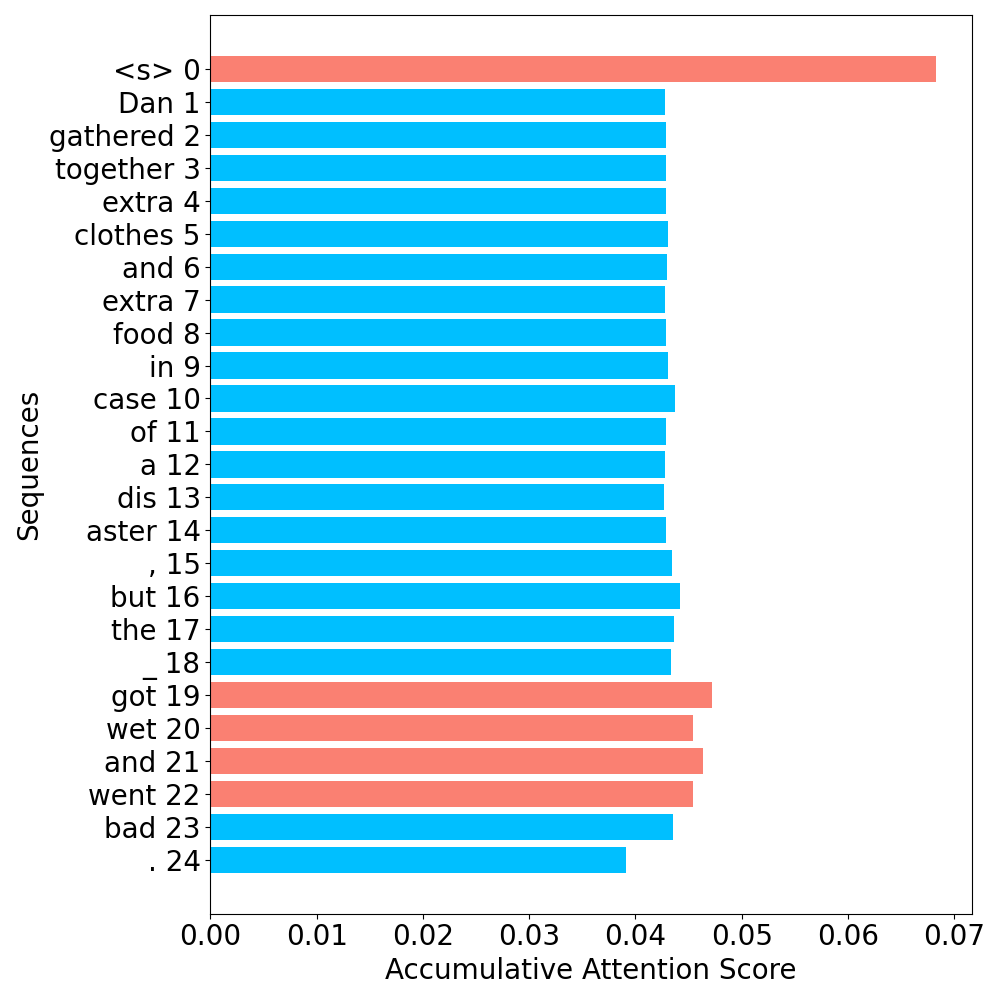 <s> 0
Dan 1
gathered 2
together 3
extra 4
clothes 5
and 6
extra 7
food 8
in 9
case 10
of 11
a 12
dis 13
aster 14
, 15
but 16
the 17
_ 18
got 19
wet 20
and 21
went 22
bad 23
. 24
Sequences
0.00 0.01 0.02 0.03 0.04 0.05 0.06 0.07
Accumulative Attention Score